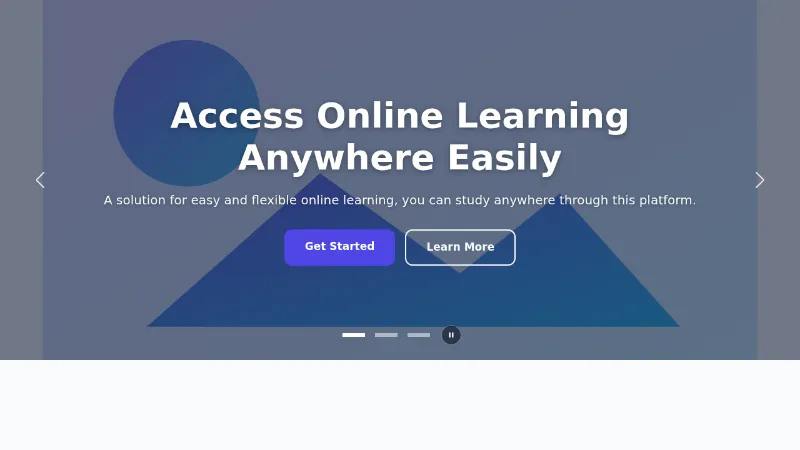 Access Online Learning
Anywhere Easily
A solution for easy and flexible online learning, you can study anywhere through this platform.
Get Started
Learn More